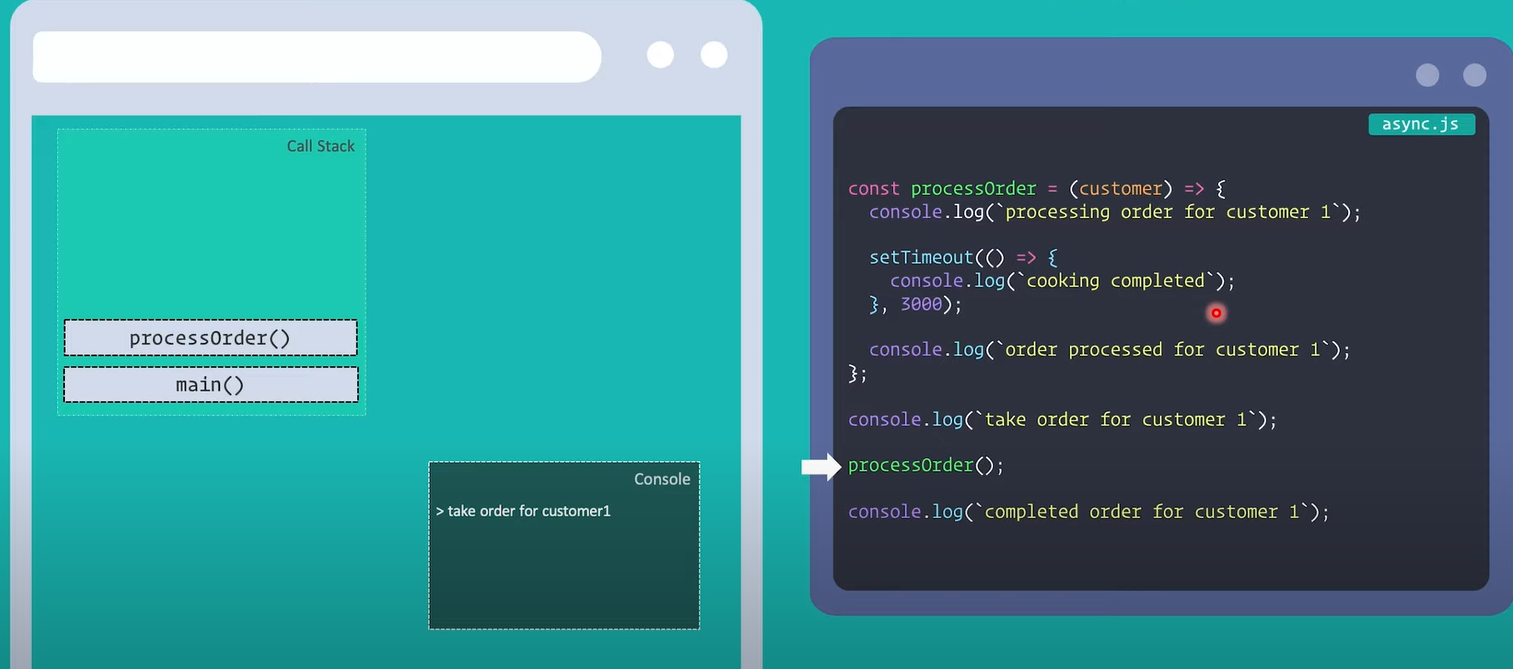 Call Stack
processOrder()
main()
Console
> take order for customer1
async.js
const processOrder = (customer) => {
  console.log(`processing order for customer 1`);
  setTimeout(() => {
    console.log(`cooking completed`);
  }, 3000);
  console.log(`order processed for customer 1`);
};
console.log(`take order for customer 1`);
processOrder();
console.log(`completed order for customer 1`);